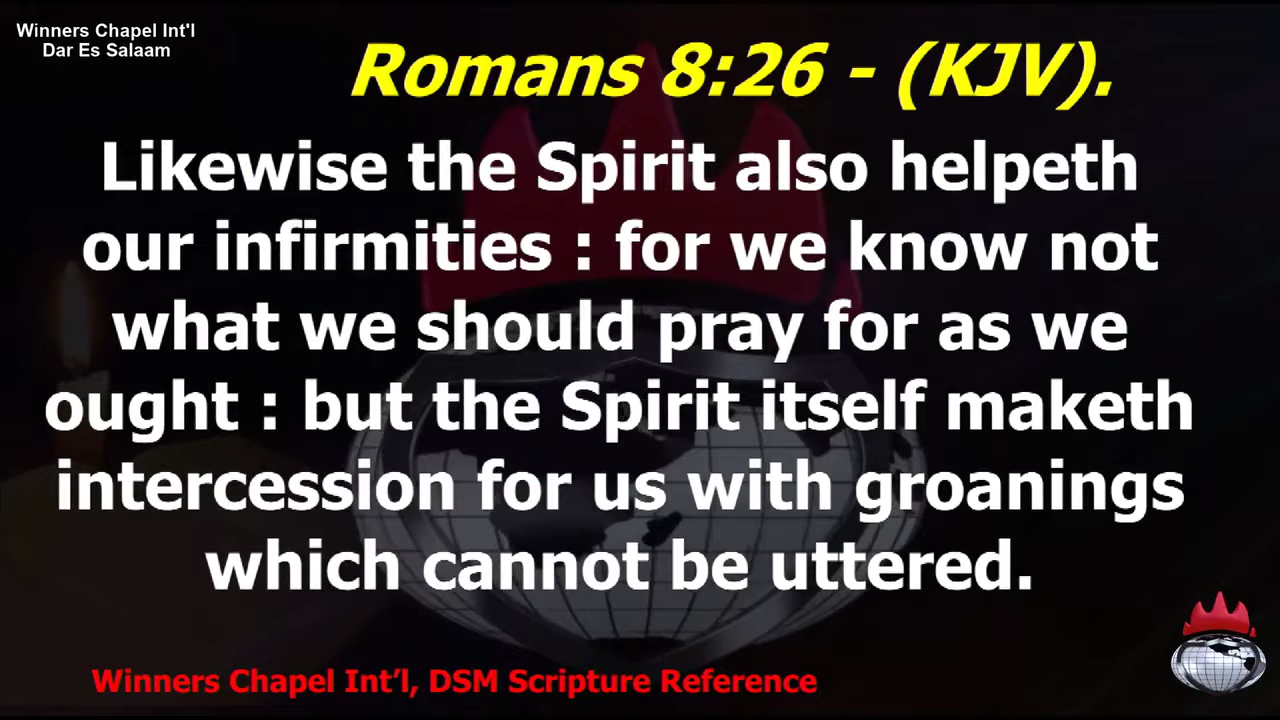 Winners Chapel Int'l
Dar Es Salaam
Romans 8:26 - (KJV).
Likewise the Spirit also helpeth
our infirmities : for we know not
what we should pray for as we
ought : but the Spirit itself maketh
intercession for us with groanings
which cannot be uttered.
Winners Chapel Int’l, DSM Scripture Reference